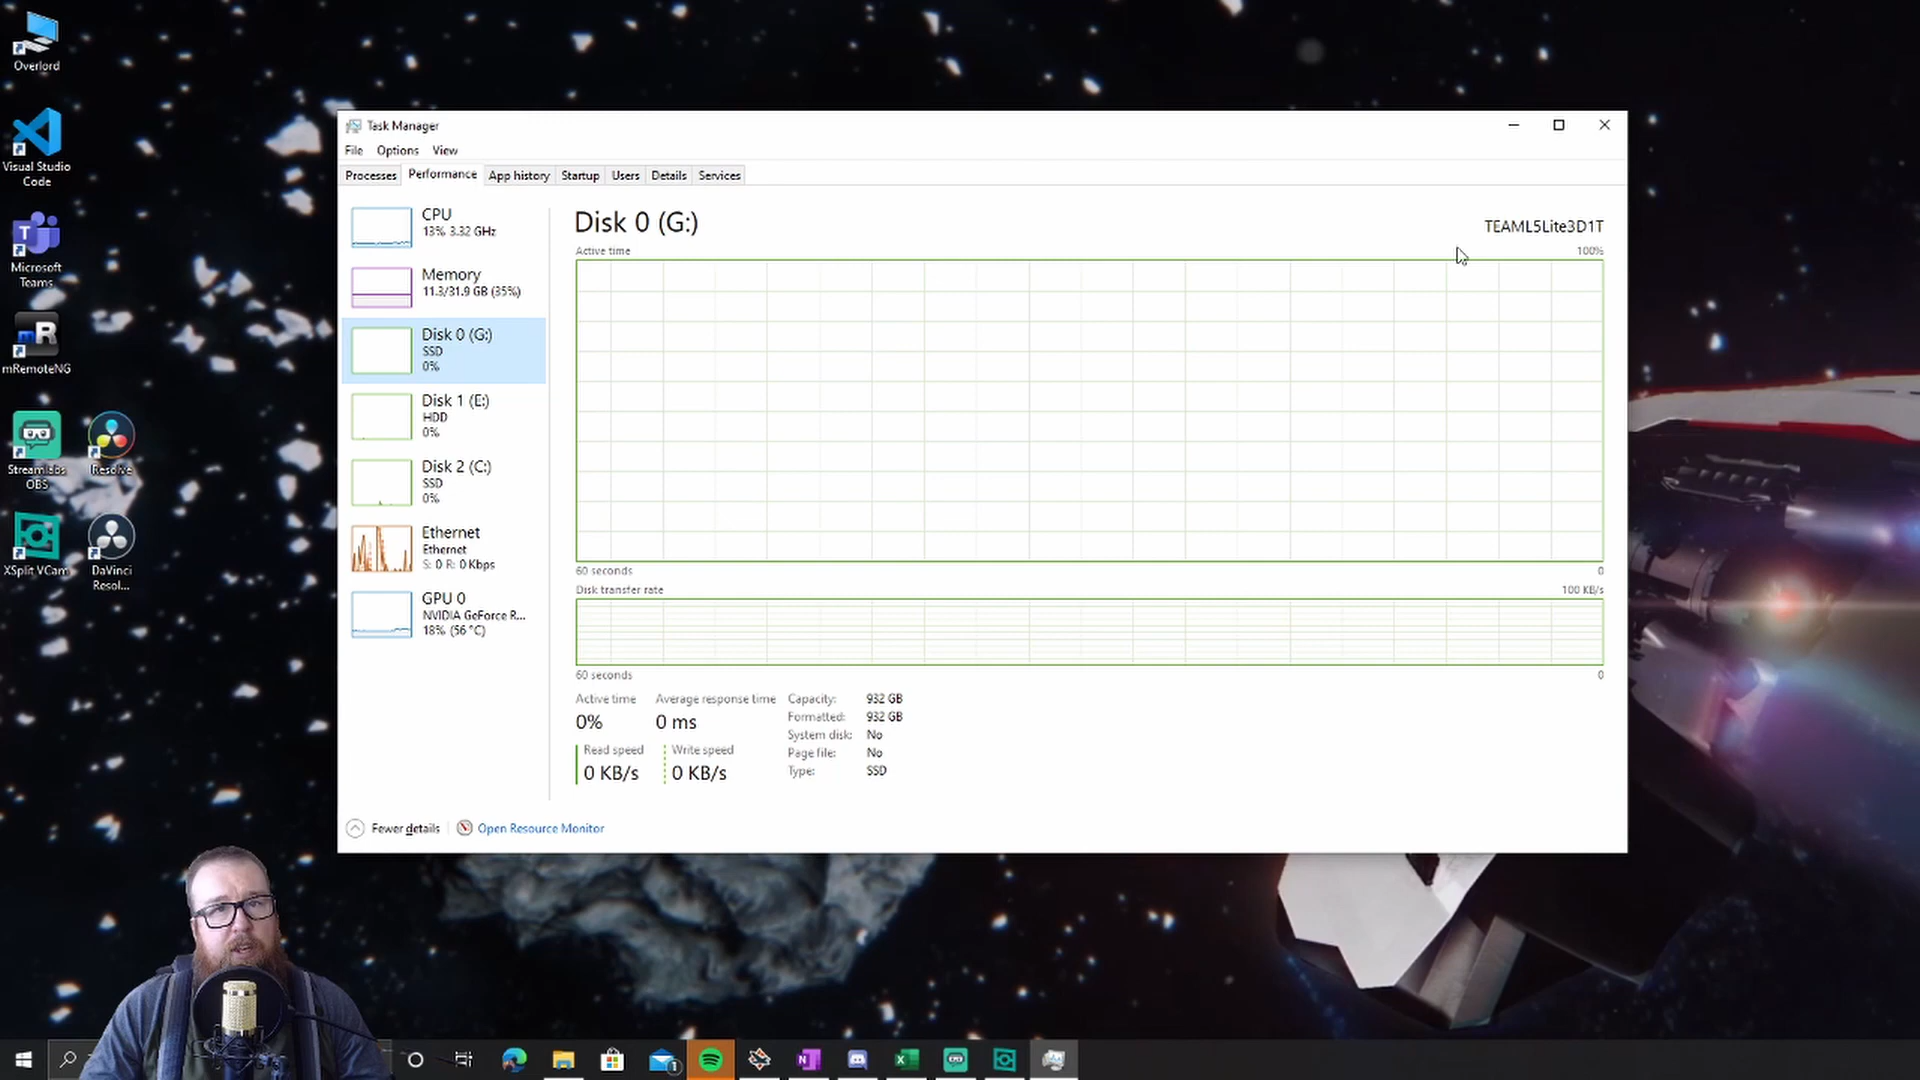 Overlord
Visual Studio
Code
Microsoft
Teams
mRemoteNG
Streamlabs
OBS
Resolve
XSplit VCam
DaVinci
Resol...
Task Manager
File Options View
Processes Performance App history Startup Users Details Services
CPU
13% 3.32 GHz
Memory
11.3/31.9 GB (35%)
Disk 0 (G:)
SSD
0%
Disk 1 (E:)
HDD
0%
Disk 2 (C:)
SSD
0%
Ethernet
Ethernet
S: 0 R: 0 Kbps
GPU 0
NVIDIA GeForce R...
18% (56 °C)
Disk 0 (G:)
TEAML5Lite3D1T
Active time 100%
60 seconds 0
Disk transfer rate 100 KB/s
60 seconds 0
Active time Average response time
0% 0 ms
Read speed Write speed
0 KB/s 0 KB/s
Capacity: 932 GB
Formatted: 932 GB
System disk: No
Page file: No
Type: SSD
Fewer details Open Resource Monitor